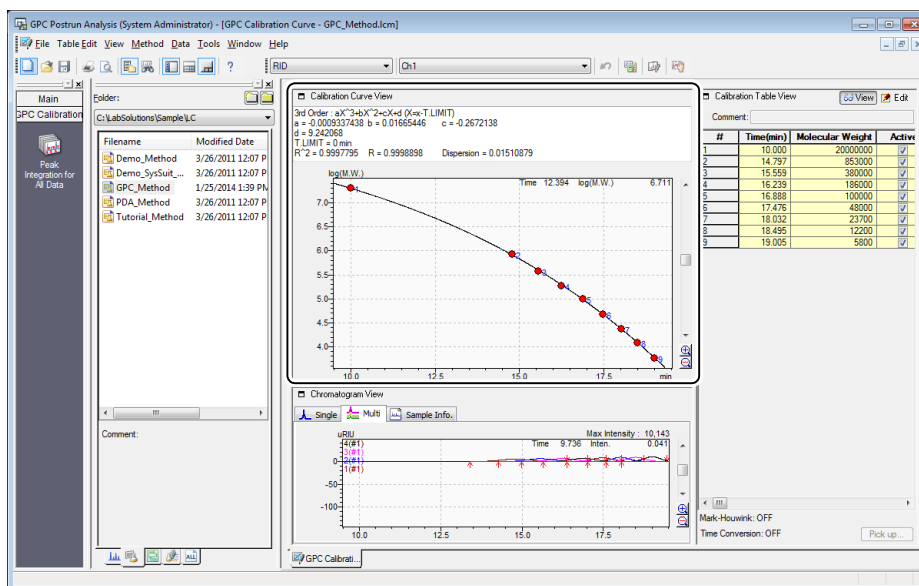 GPC Postrun Analysis (System Administrator) - [GPC Calibration Curve - GPC_Method.lcm]
File Table Edit View Method Data Tools Window Help
RID Ch1
Main
GPC Calibration
Peak
Integration for
All Data
Folder:
C:\LabSolutions\Sample\LC
Filename Modified Date
Demo_Method 3/26/2011 12:07 P
Demo_SysSuit_... 3/26/2011 12:07 P
GPC_Method 1/25/2014 1:39 PM
PDA_Method 3/26/2011 12:07 P
Tutorial_Method 3/26/2011 12:07 P
Comment:
ALL
Calibration Curve View
3rd Order : aX^3+bX^2+cX+d (X=x-T.LIMIT)
a = -0.0009337438 b = 0.01665446 c = -0.2672138
d = 9.242068
T.LIMIT = 0 min
R^2 = 0.9997795 R = 0.9998898 Dispersion = 0.01510879
log(M.W.)
Time 12.394 log(M.W.) 6.711
7.0
6.5
6.0
5.5
5.0
4.5
4.0
1
2
3
4
5
6
7
8
9
10.0 12.5 15.0 17.5 min
Chromatogram View
Single Multi Sample Info.
uRIU Max Intensity : 10,143
Time 9.736 Inten. 0.041
4(#1)
3(#1)
2(#1)
1(#1)
0
-50
-100
10.0 12.5 15.0 17.5
GPC Calibrati...
Calibration Table View View Edit
Comment:
# Time(min) Molecular Weight Active
1 10.000 20000000
2 14.797 853000
3 15.559 380000
4 16.239 186000
5 16.888 100000
6 17.476 48000
7 18.032 23700
8 18.495 12200
9 19.005 5800
Mark-Houwink: OFF
Time Conversion: OFF Pick up...